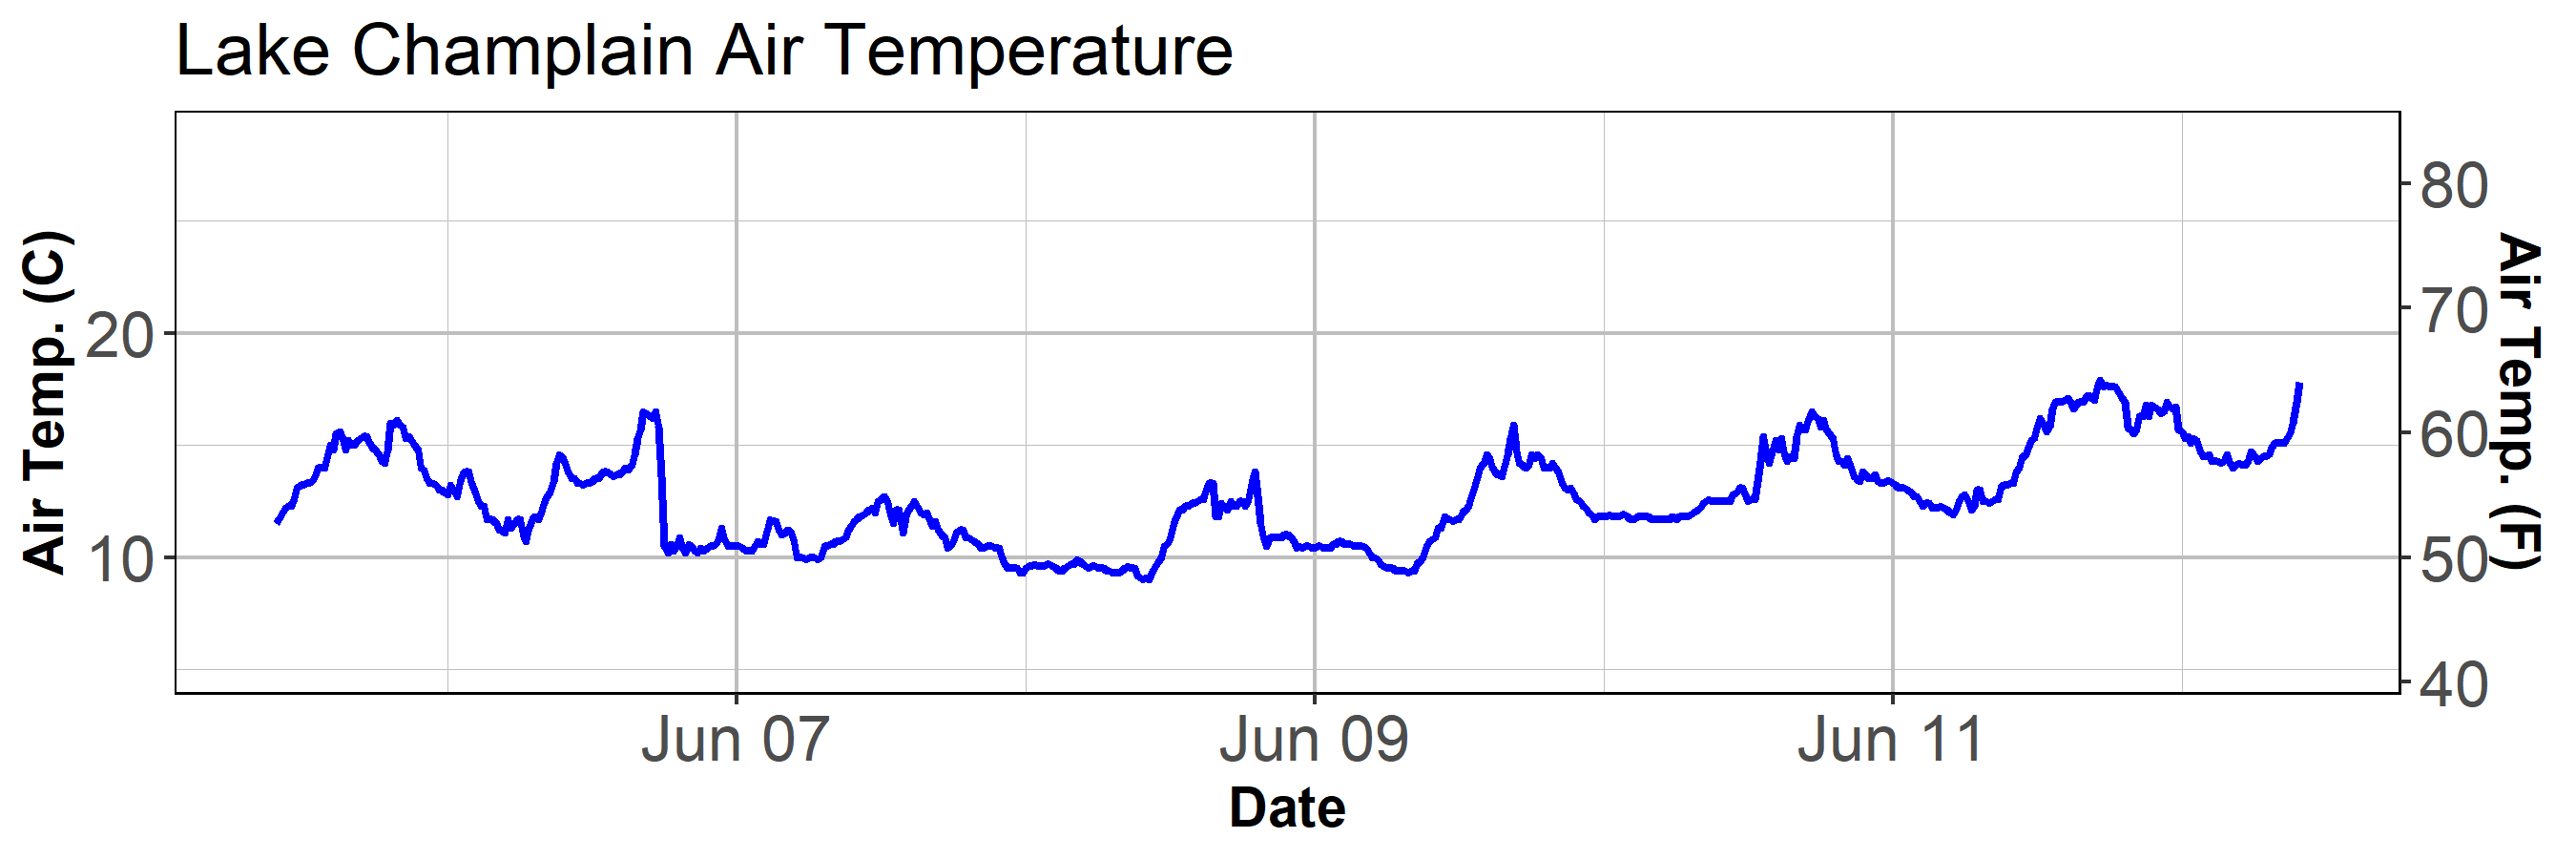 Lake Champlain Air Temperature
Air Temp. (C)
20
10
80
70
60
50
40
Air Temp. (F)
Jun 07
Jun 09
Jun 11
Date